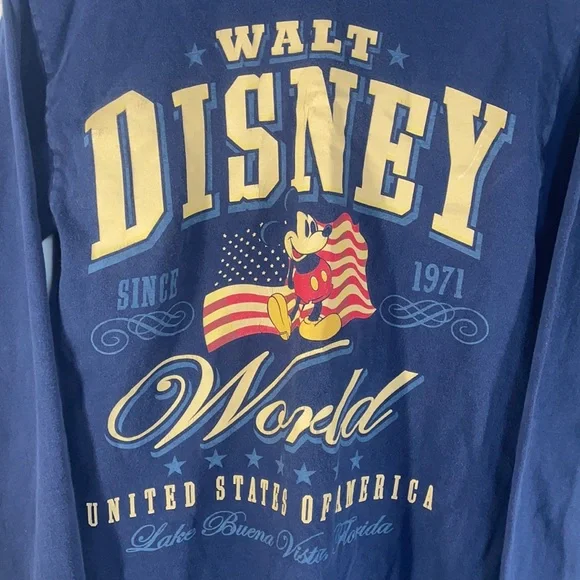 WALT
DISNEY
SINCE 1971
World
UNITED STATES OF AMERICA
Lake Buena Vista, Florida